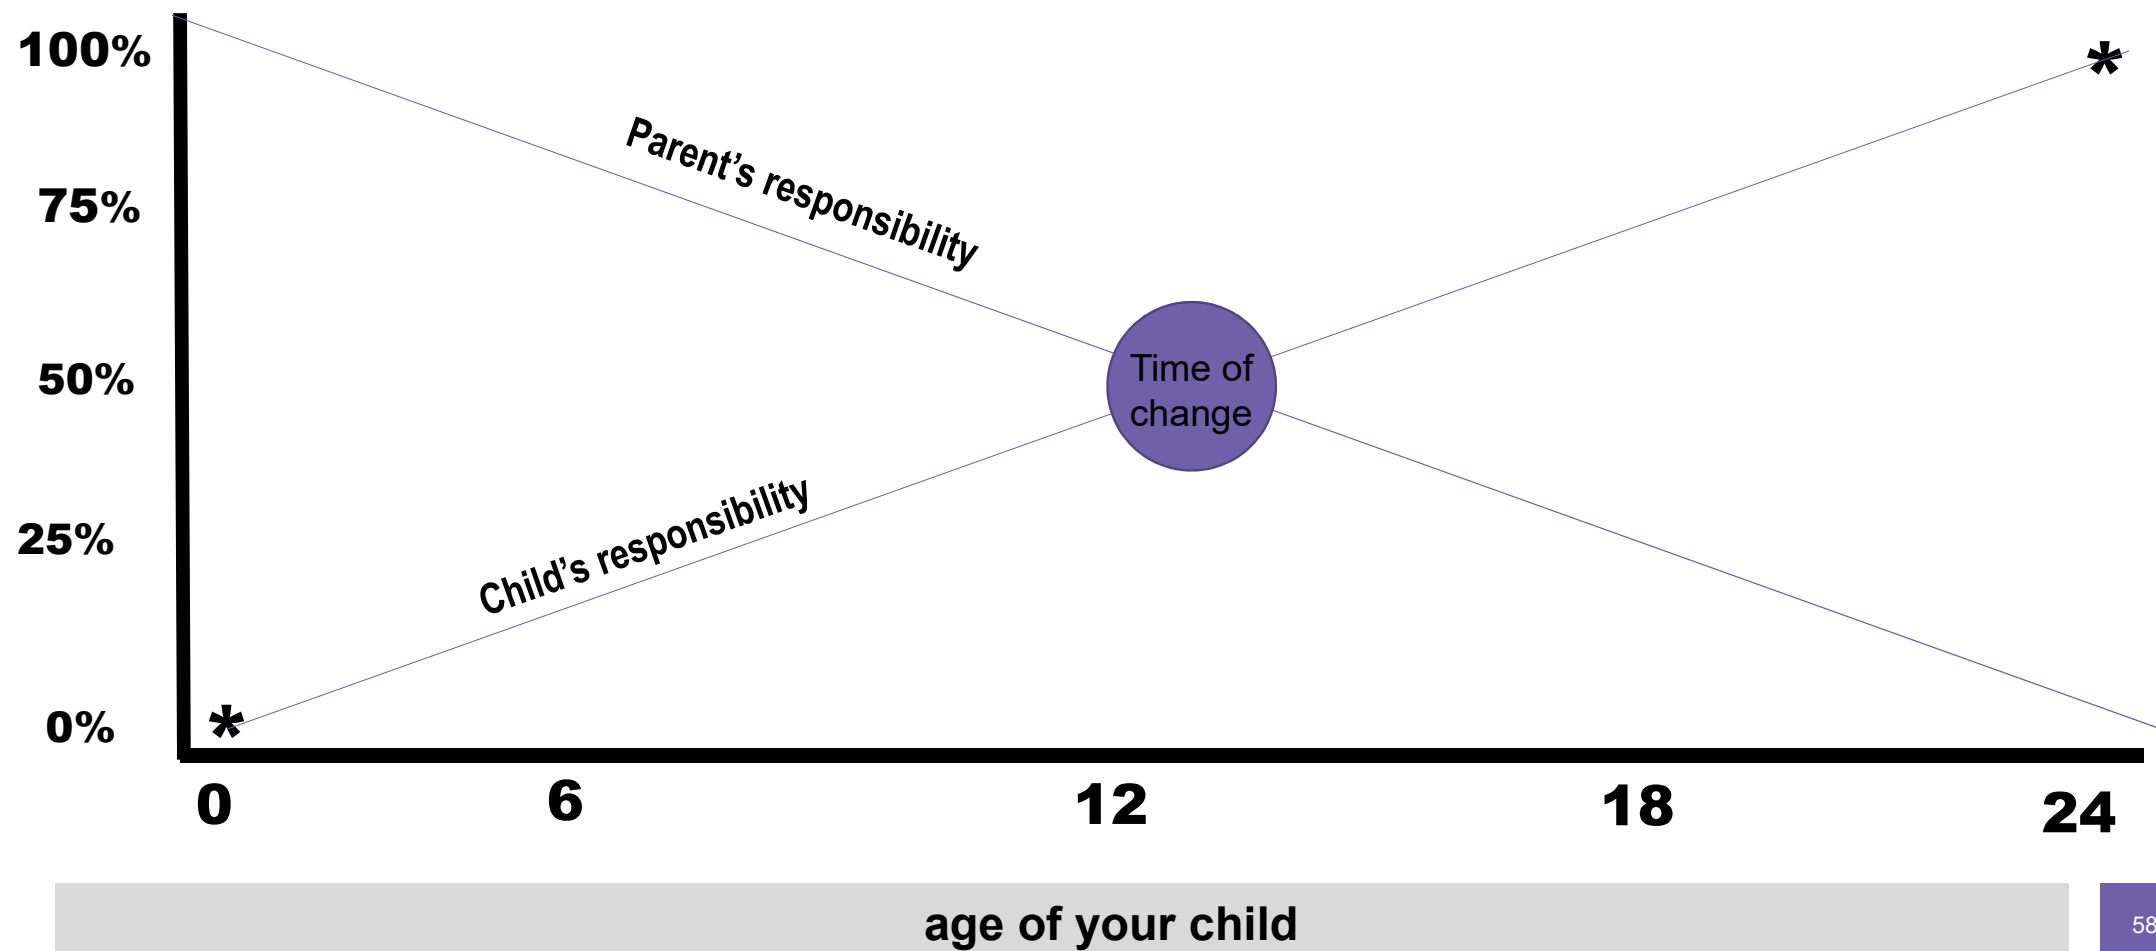 100%
Parent’s responsibility
75%
50%
Time of
change
Child’s responsibility
25%
0%
*
*
0
6
12
18
24
age of your child
58